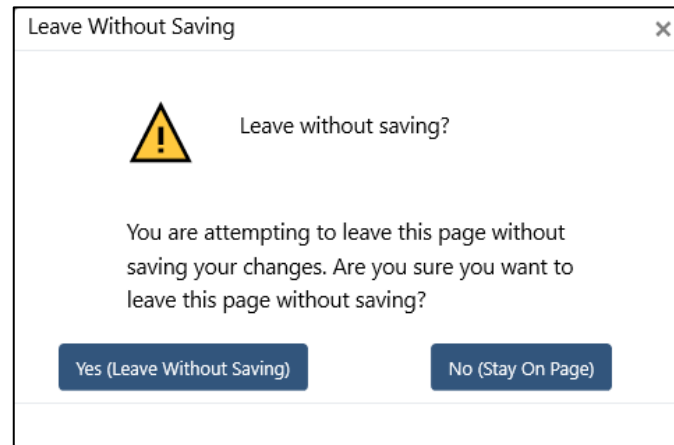 Leave Without Saving
Leave without saving?
You are attempting to leave this page without
saving your changes. Are you sure you want to
leave this page without saving?
Yes (Leave Without Saving)
No (Stay On Page)